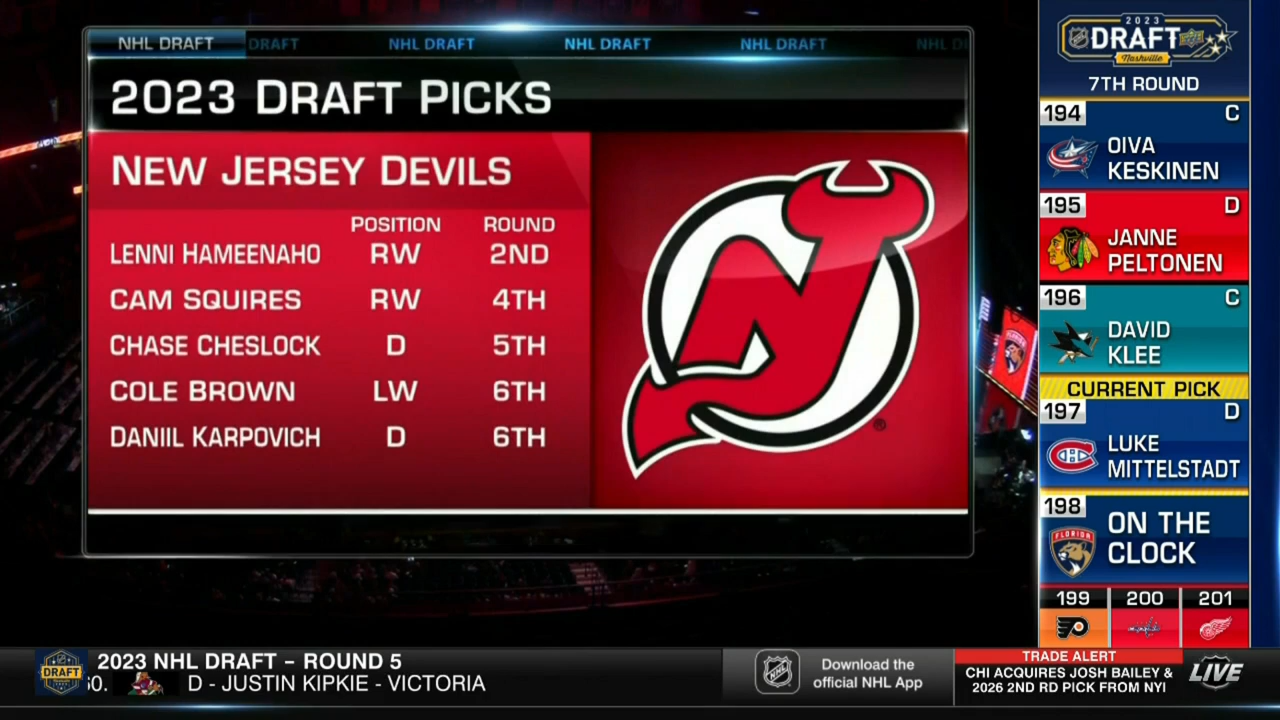 NHL DRAFT
DRAFT
NHL DRAFT
NHL DRAFT
NHL DRAFT
2023 DRAFT PICKS
NEW JERSEY DEVILS
POSITION ROUND
LENNI HAMEENAHO RW 2ND
CAM SQUIRES RW 4TH
CHASE CHESLOCK D 5TH
COLE BROWN LW 6TH
DANIIL KARPOVICH D 6TH
®
2023
DRAFT
Nashville
7TH ROUND
194 C
OIVA
KESKINEN
195 D
JANNE
PELTONEN
196 C
DAVID
KLEE
CURRENT PICK
197 D
LUKE
MITTELSTADT
198
FLORIDA
ON THE
CLOCK
199 200 201
DRAFT
2023 NHL DRAFT – ROUND 5
D - JUSTIN KIPKIE - VICTORIA
NHL
Download the
official NHL App
TRADE ALERT
CHI ACQUIRES JOSH BAILEY &
2026 2ND RD PICK FROM NYI
LIVE